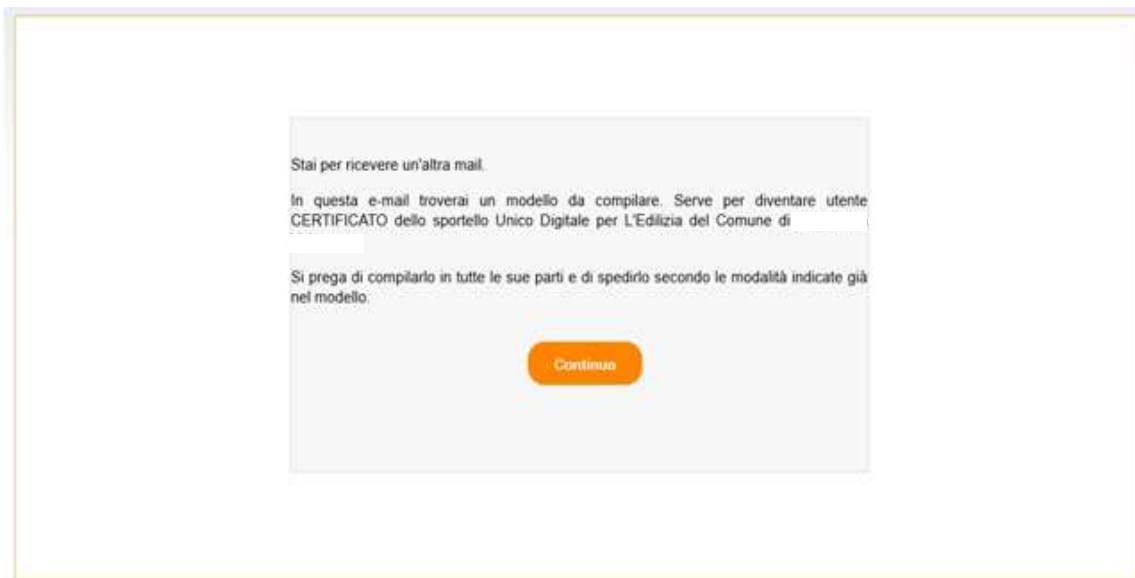 Stai per ricevere un'altra mail.
In questa e-mail troverai un modello da compilare. Serve per diventare utente
CERTIFICATO dello sportello Unico Digitale per L'Edilizia del Comune di
Si prega di compilarlo in tutte le sue parti e di spedirlo secondo le modalità indicate già
nel modello.
Continua